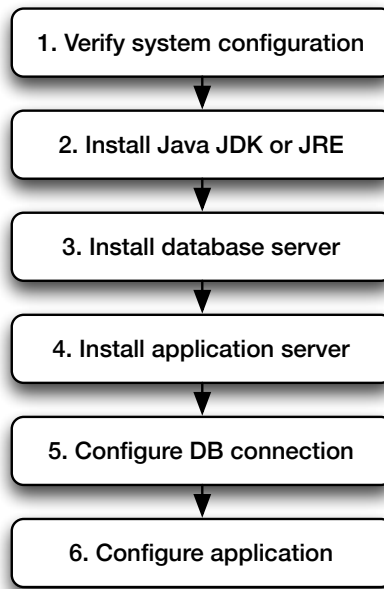 1. Verify system configuration
2. Install Java JDK or JRE
3. Install database server
4. Install application server
5. Configure DB connection
6. Configure application